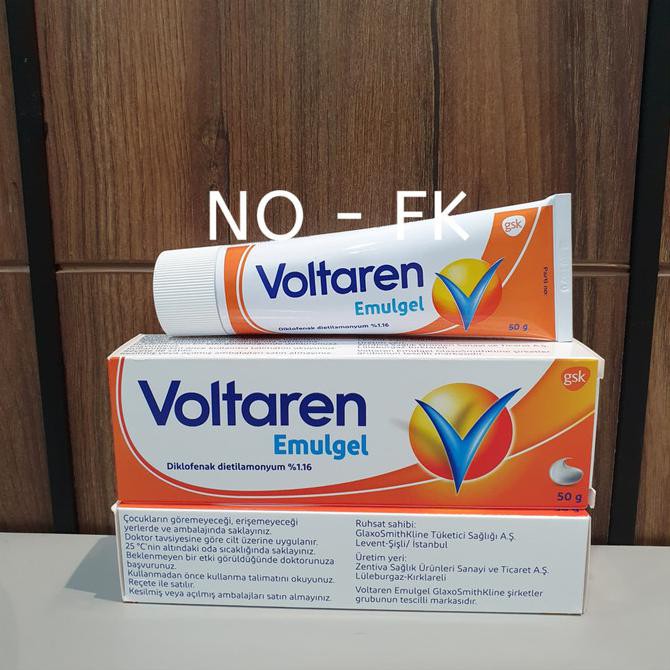 NO - FK
gsk
Voltaren
Emulgel
Diklofenak dietilamonyum %1.16
50 g
gsk
Voltaren
Emulgel
Diklofenak dietilamonyum %1.16
50 g
Çocukların göremeyeceği, erişemeyeceği
yerlerde ve ambalajında saklayınız.
Doktor tavsiyesine göre cilt üzerine uygulanır.
25 °C'nin altındaki oda sıcaklığında saklayınız.
Beklenmeyen bir etki görüldüğünde doktorunuza
başvurunuz.
Kullanmadan önce kullanma talimatını okuyunuz.
Reçete ile satılır.
Kesilmiş veya açılmış ambalajları satın almayınız.
Ruhsat sahibi:
GlaxoSmithKline Tüketici Sağlığı A.Ş.
Levent-Şişli/ İstanbul
Üretim yeri:
Zentiva Sağlık Ürünleri Sanayi ve Ticaret A.Ş.
Lüleburgaz-Kırklareli
Voltaren Emulgel GlaxoSmithKline şirketler
grubunun tescilli markasıdır.